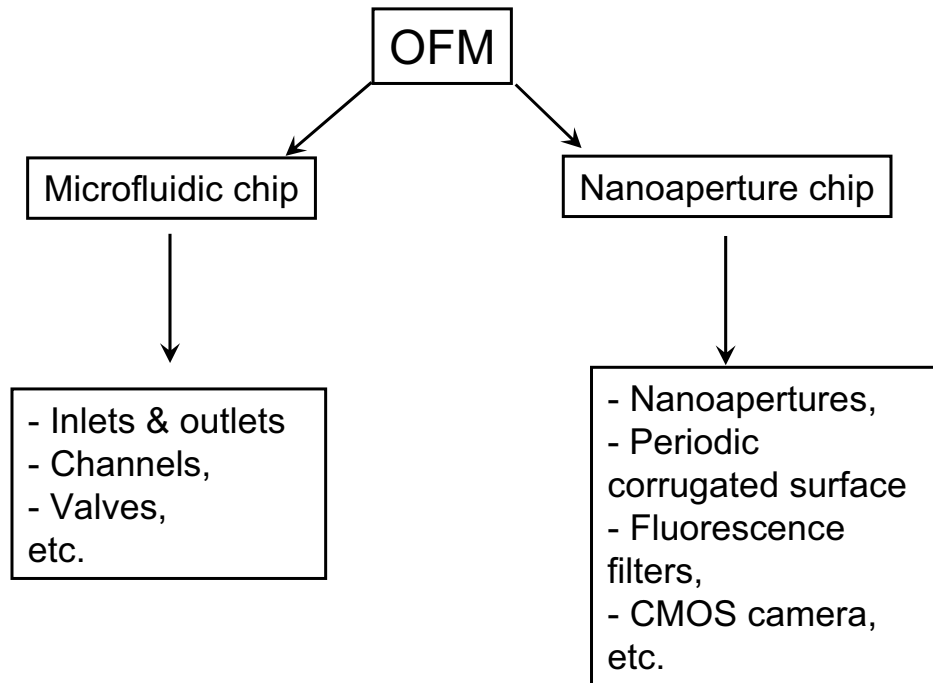 OFM
Microfluidic chip
Nanoaperture chip
- Inlets & outlets
- Channels,
- Valves,
etc.
- Nanoapertures,
- Periodic
corrugated surface
- Fluorescence
filters,
- CMOS camera,
etc.